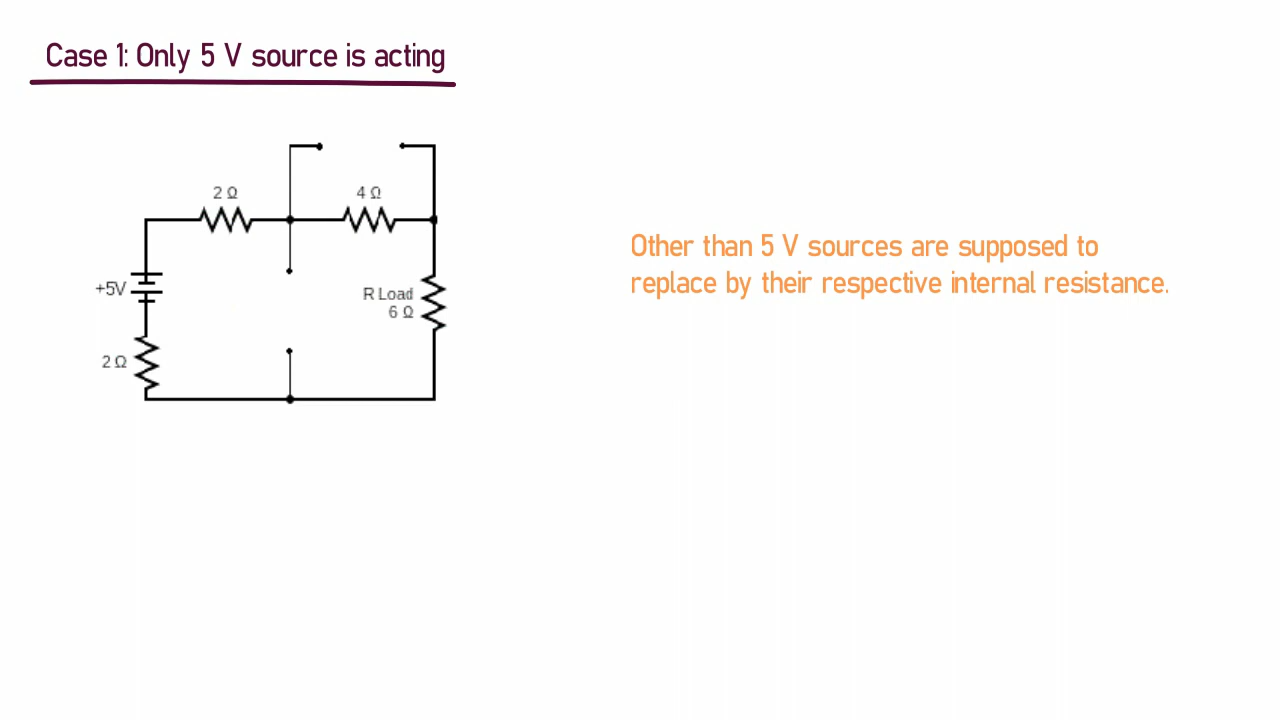 Case 1: Only 5 V source is acting
2 Ω
4 Ω
+5V
R Load
6 Ω
2 Ω
Other than 5 V sources are supposed to
replace by their respective internal resistance.